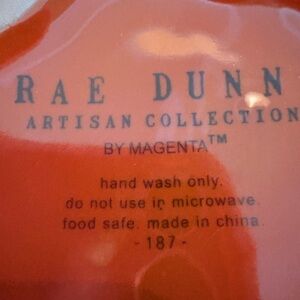 RAE DUNN
ARTISAN COLLECTION
BY MAGENTA™
hand wash only.
do not use in microwave.
food safe. made in china.
- 187 -